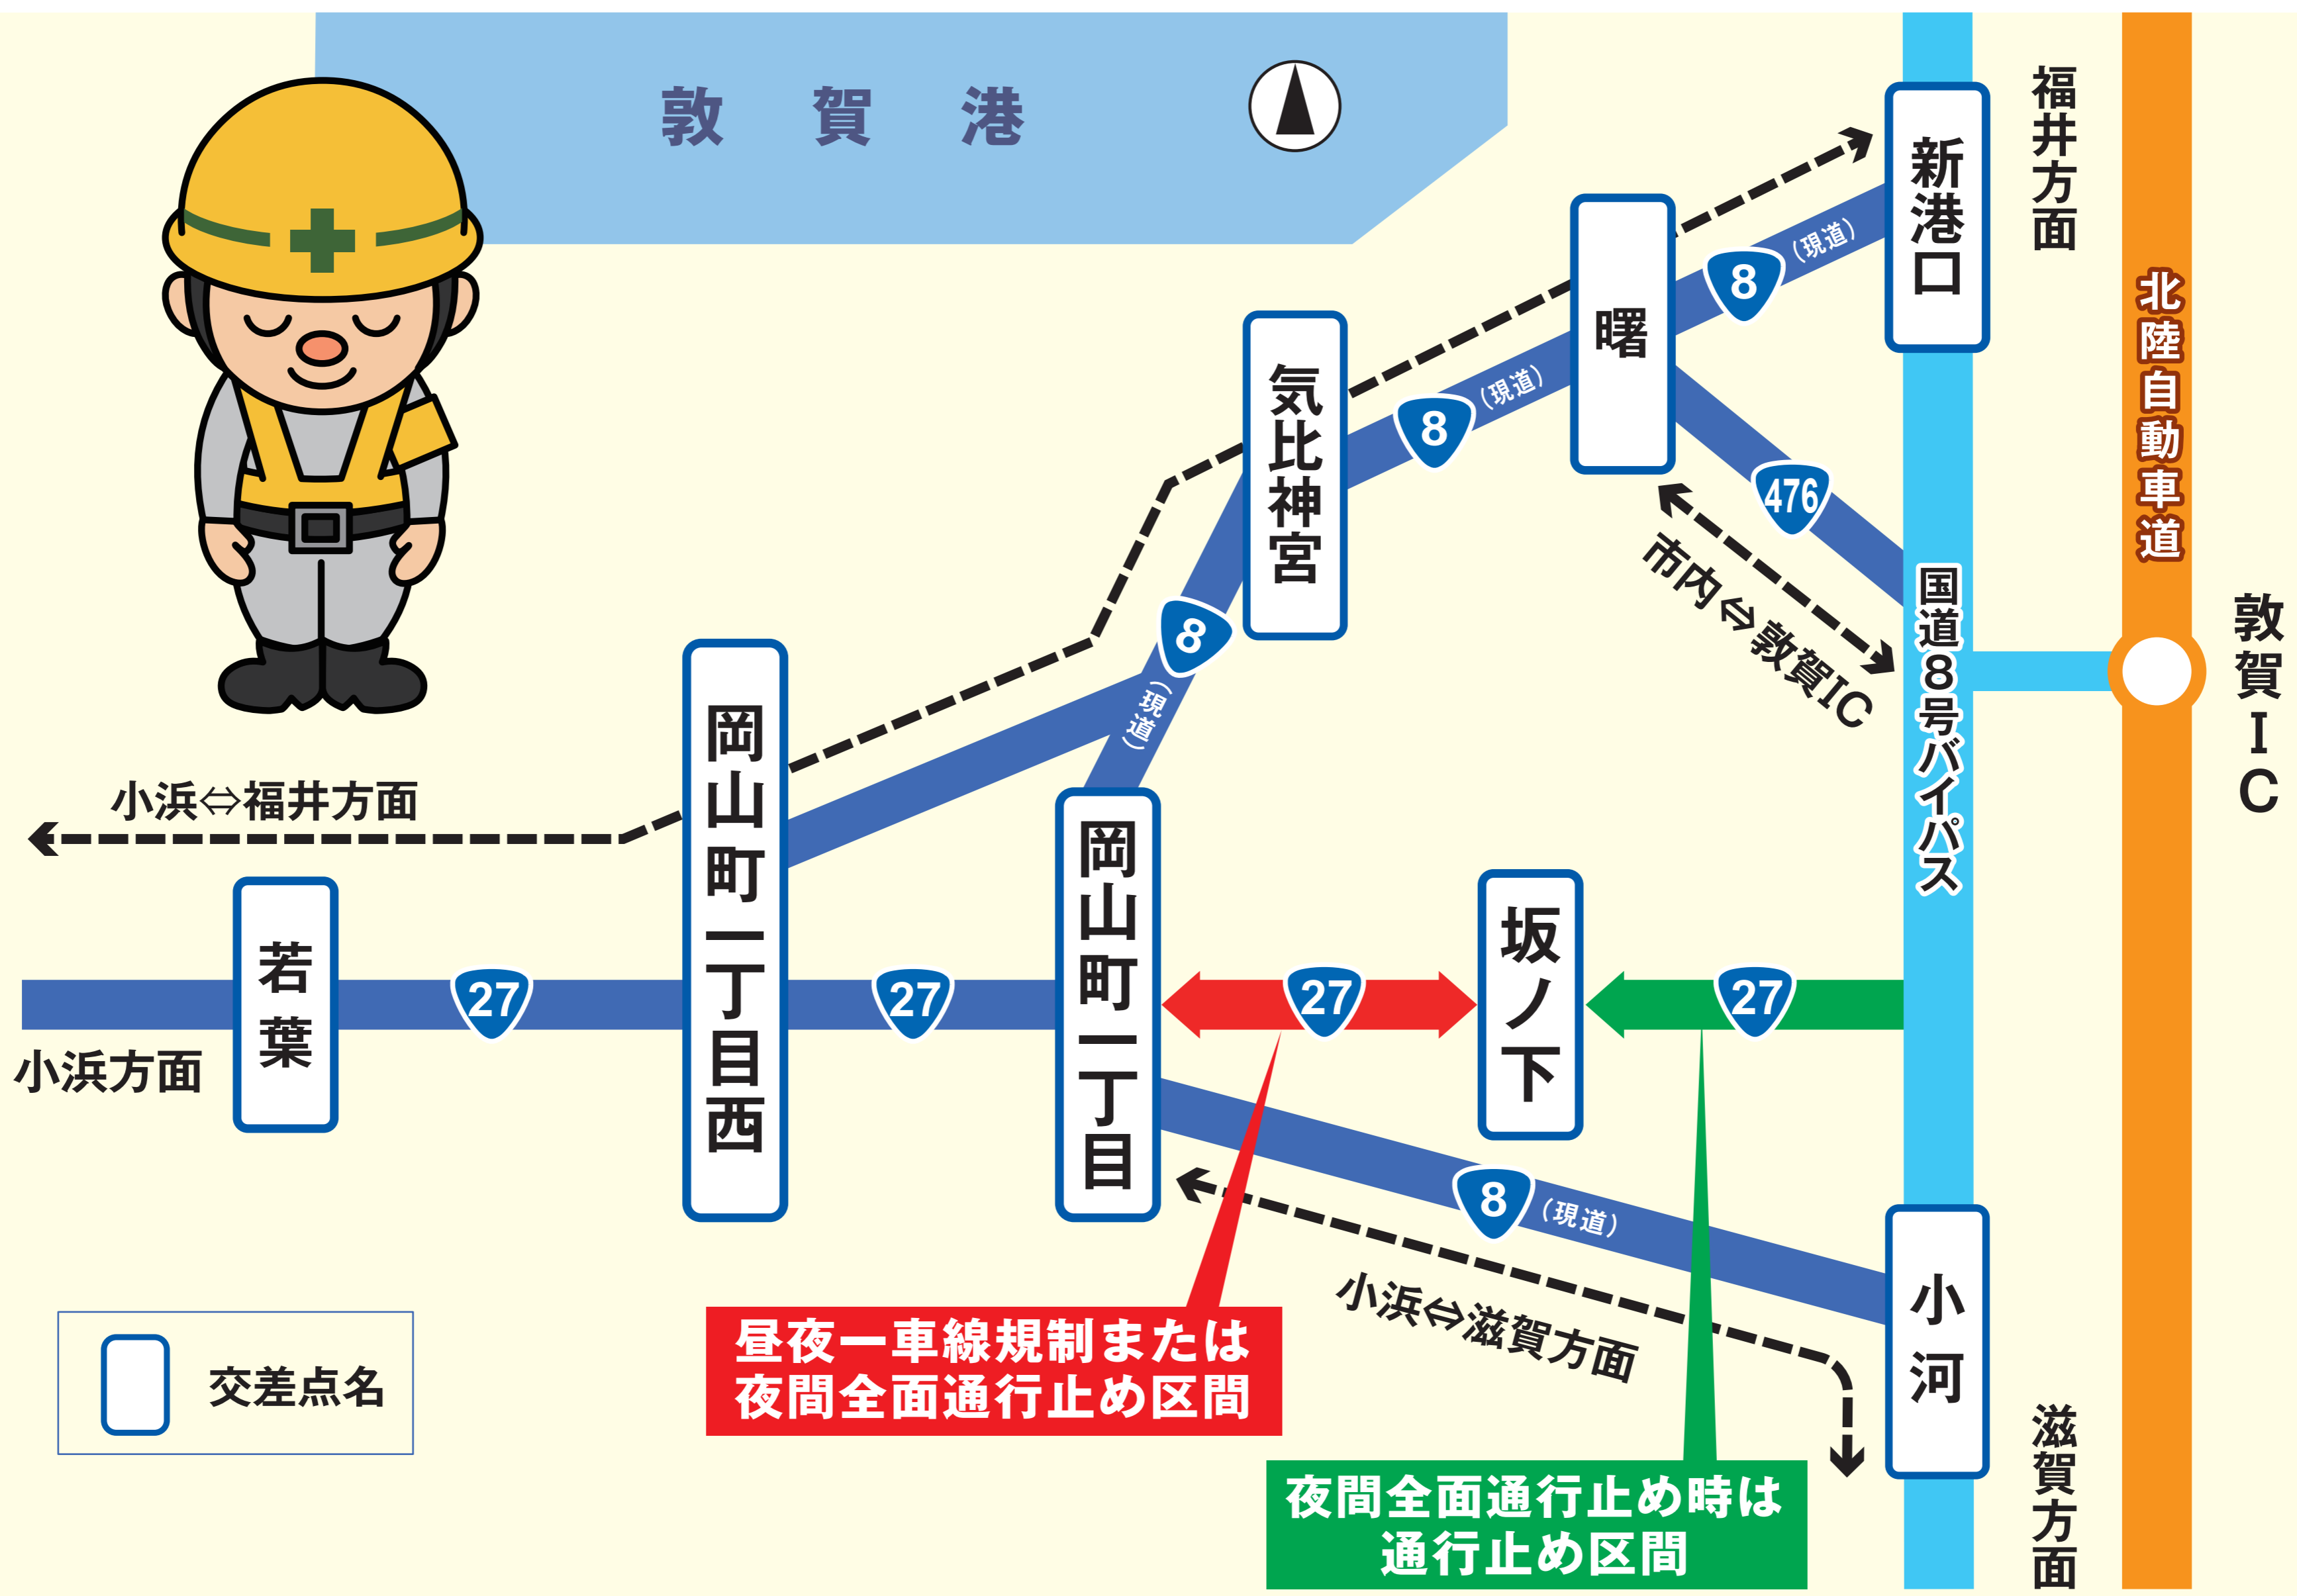 敦賀港
福井方面
新港口
8
（現道）
曙
北陸自動車道
気比神宮
8
（現道）
476
市内⇔敦賀IC
国道８号バイパス
敦賀ＩＣ
8
（現道）
岡山町一丁目西
岡山町一丁目
小浜⇔福井方面
若葉
27
27
27
坂ノ下
27
小浜方面
8
（現道）
小浜⇔滋賀方面
小河
昼夜一車線規制または
夜間全面通行止め区間
交差点名
滋賀方面
夜間全面通行止め時は
通行止め区間